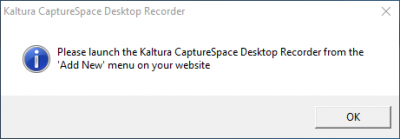 Kaltura CaptureSpace Desktop Recorder
Please launch the Kaltura CaptureSpace Desktop Recorder from the
'Add New' menu on your website
OK